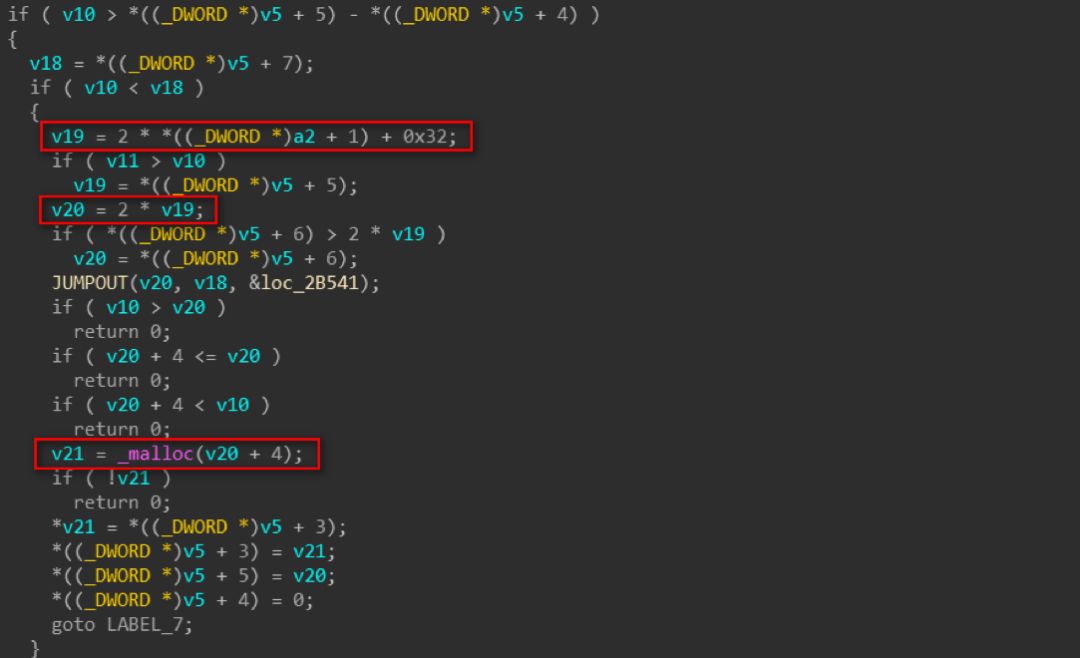 if ( v10 > *((_DWORD *)v5 + 5) - *((_DWORD *)v5 + 4) )
{
v18 = *((_DWORD *)v5 + 7);
if ( v10 < v18 )
{
v19 = 2 * *((_DWORD *)a2 + 1) + 0x32;
if ( v11 > v10 )
v19 = *((_DWORD *)v5 + 5);
v20 = 2 * v19;
if ( *((_DWORD *)v5 + 6) > 2 * v19 )
v20 = *((_DWORD *)v5 + 6);
JUMPOUT(v20, v18, &loc_2B541);
if ( v10 > v20 )
return 0;
if ( v20 + 4 <= v20 )
return 0;
if ( v20 + 4 < v10 )
return 0;
v21 = _malloc(v20 + 4);
if ( !v21 )
return 0;
*v21 = *((_DWORD *)v5 + 3);
*((_DWORD *)v5 + 3) = v21;
*((_DWORD *)v5 + 5) = v20;
*((_DWORD *)v5 + 4) = 0;
goto LABEL_7;
}